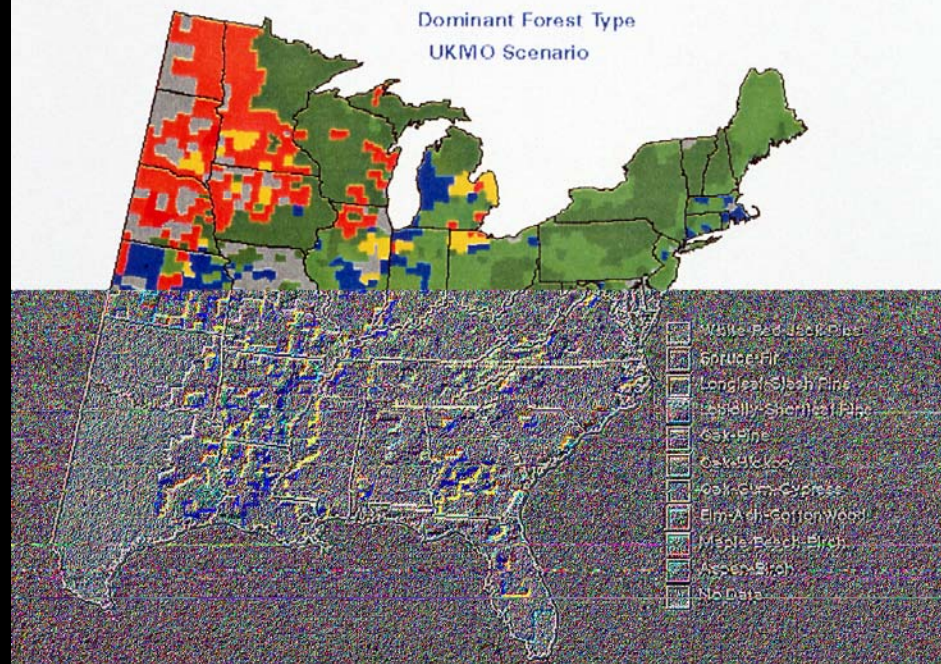 Dominant Forest Type
UKMO Scenario
White-Red-Jack Pine
Spruce-Fir
Longleaf-Slash Pine
Loblolly-Shortleaf Pine
Oak-Pine
Oak-Hickory
Oak-Gum-Cypress
Elm-Ash-Cottonwood
Maple-Beech-Birch
Aspen-Birch
No Data